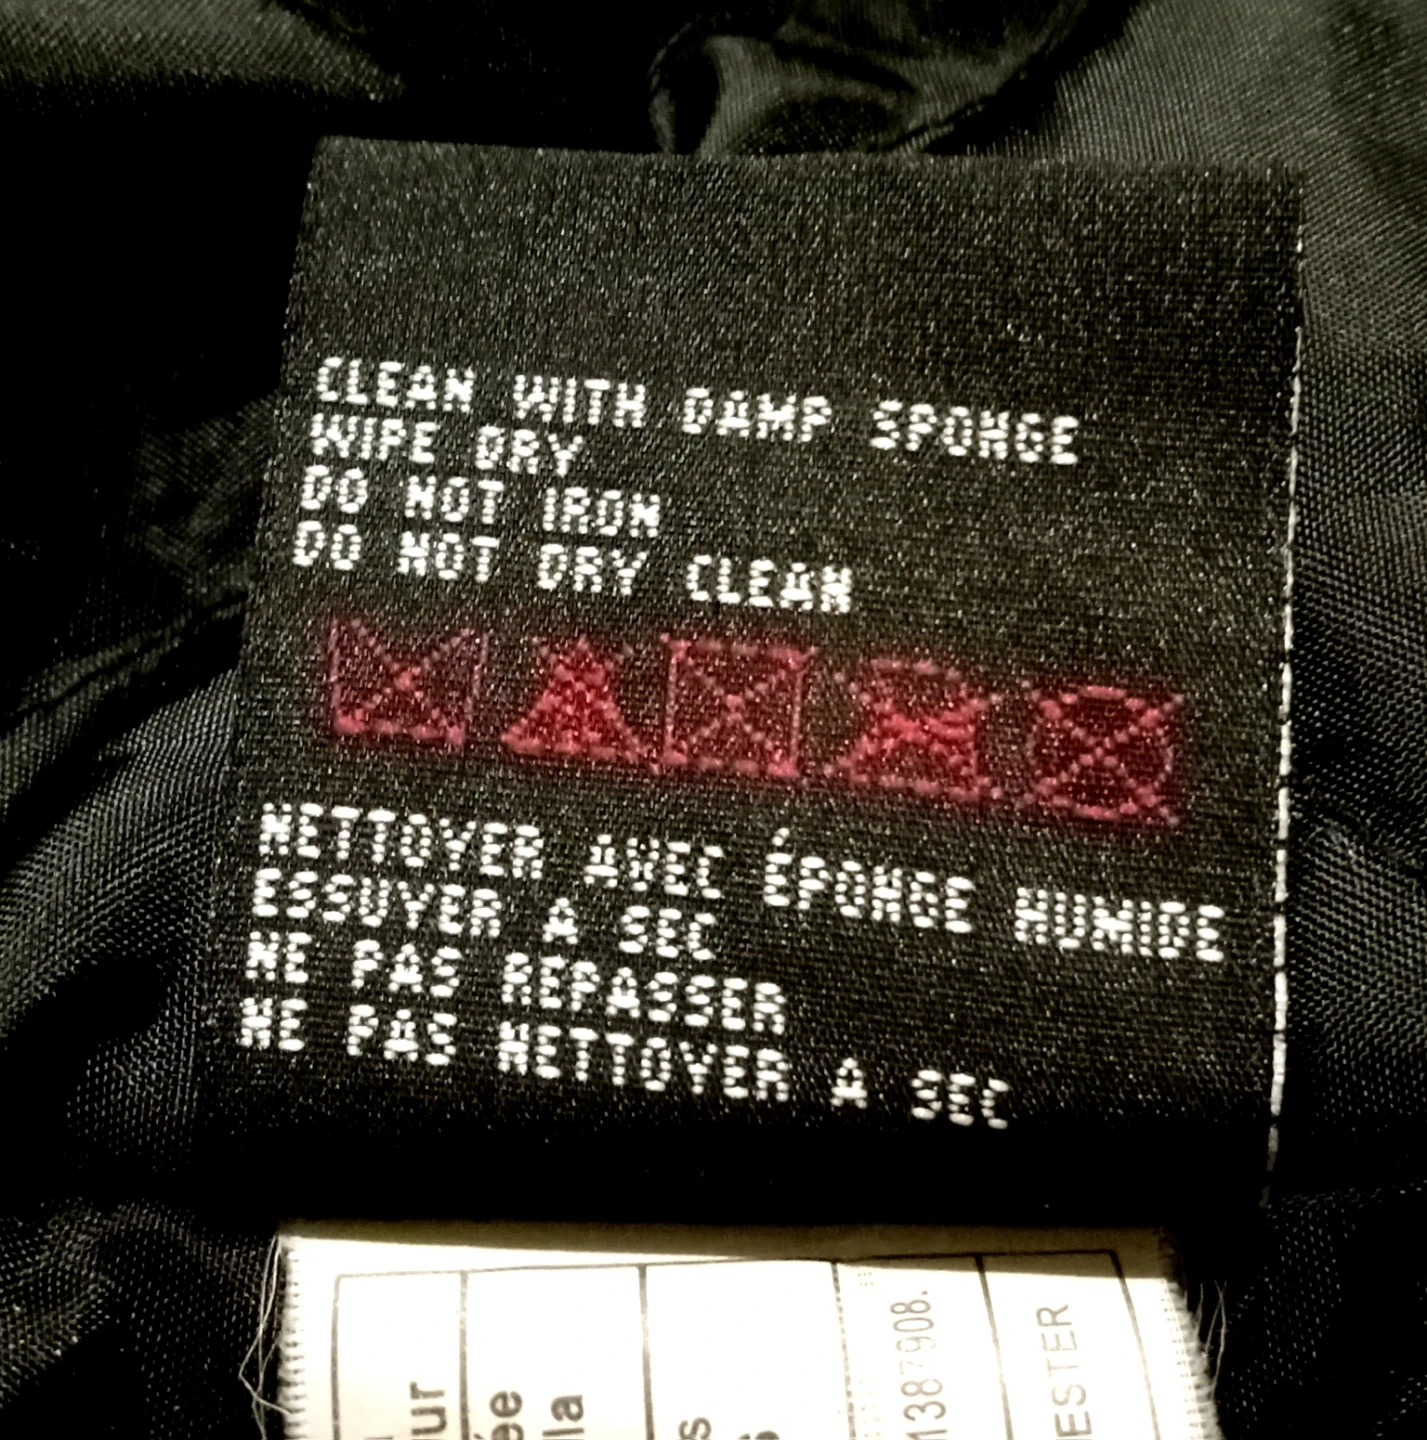 CLEAN WITH DAMP SPONGE
WIPE DRY
DO NOT IRON
DO NOT DRY CLEAN
NETTOYER AVEC ÉPONGE HUMIDE
ESSUYER A SEC
NE PAS REPASSER
NE PAS NETTOYER A SEC